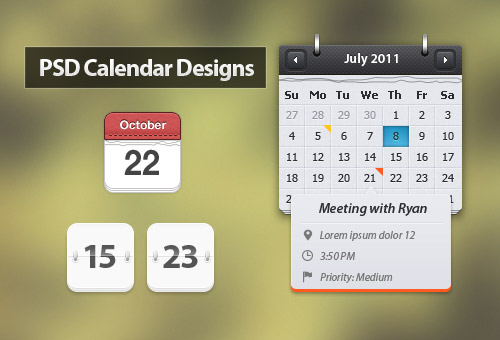 PSD Calendar Designs
October
22
15 23
July 2011
Su Mo Tu We Th Fr Sa
27 28 29 30 1 2 3
4 5 6 7 8 9 10
11 12 13 14 15 16 17
18 19 20 21 22 23 24
Meeting with Ryan
Lorem ipsum dolor 12
3:50 PM
Priority: Medium